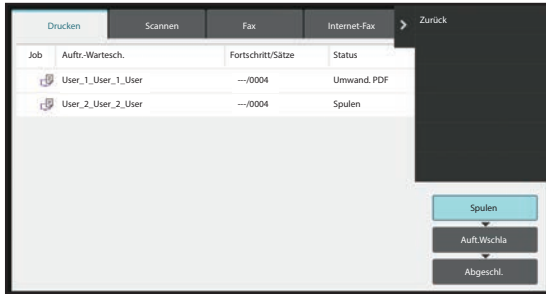 Drucken Scannen Fax Internet-Fax Zurück
Job Auftr.-Wartesch. Fortschritt/Sätze Status
User_1_User_1_User ---/0004 Umwand. PDF
User_2_User_2_User ---/0004 Spulen
Spulen
Auft.Wschla
Abgeschl.